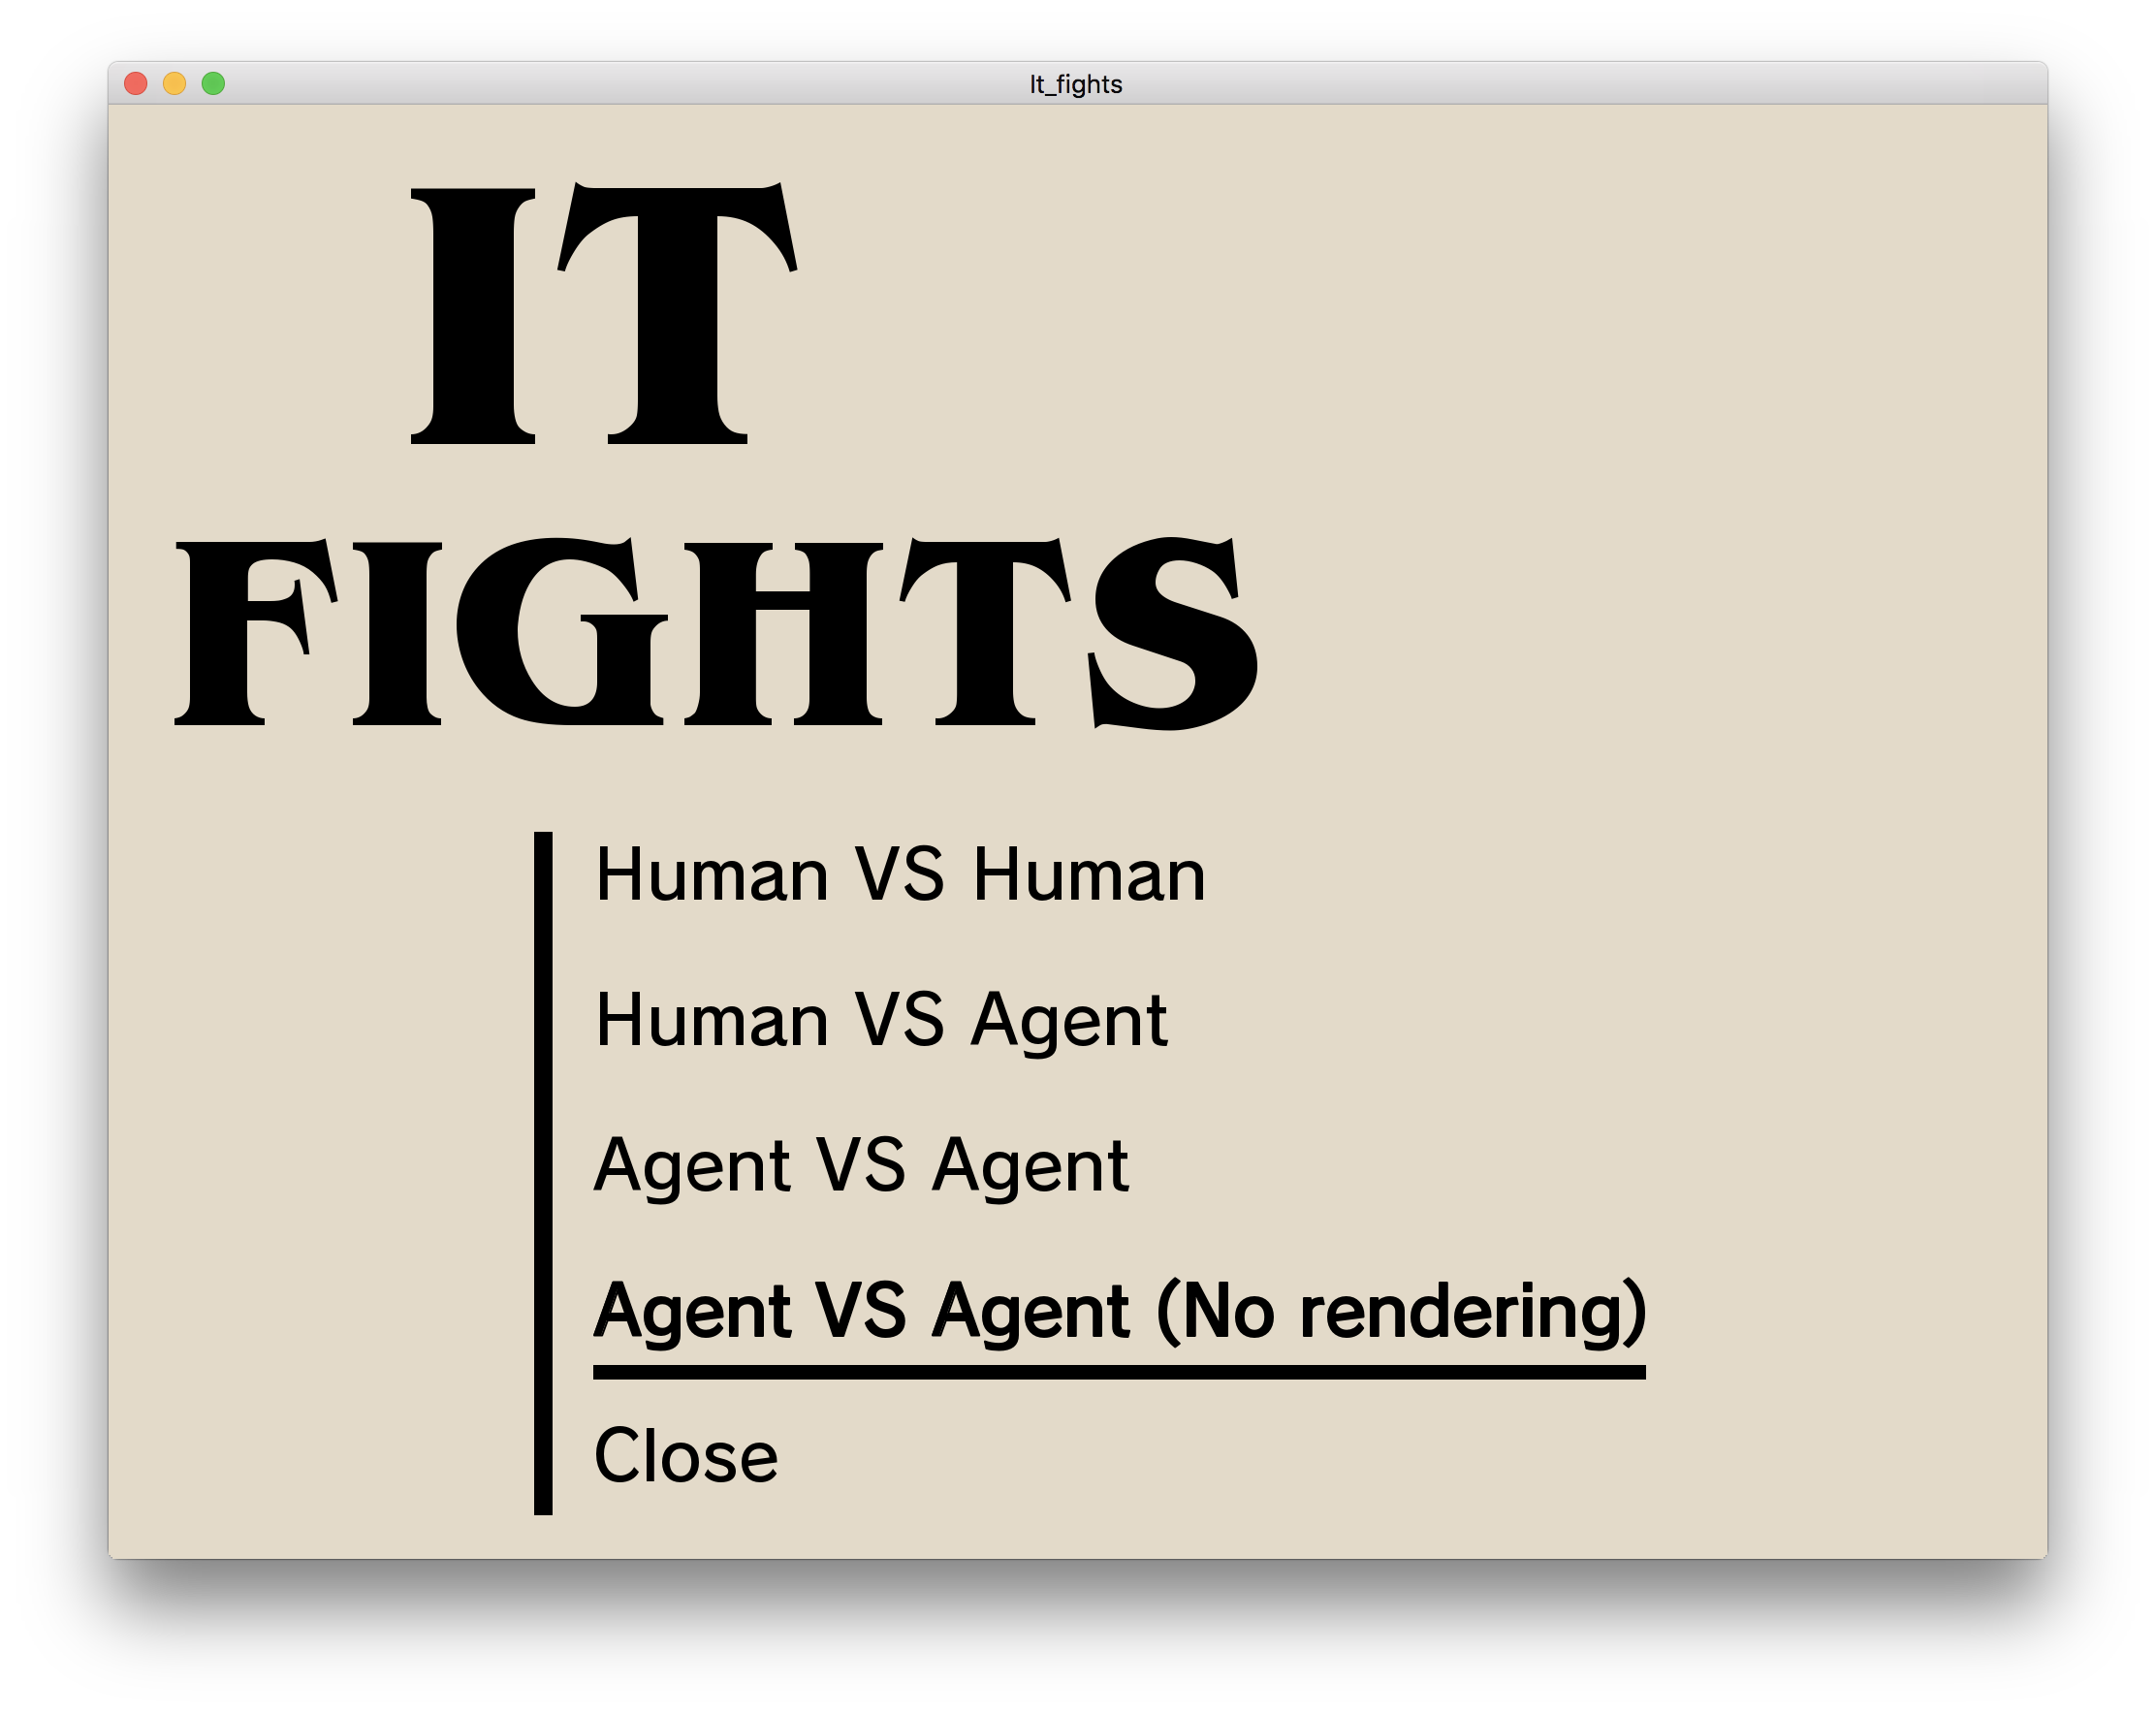 It_fights
IT
FIGHTS
Human VS Human
Human VS Agent
Agent VS Agent
Agent VS Agent (No rendering)
Close